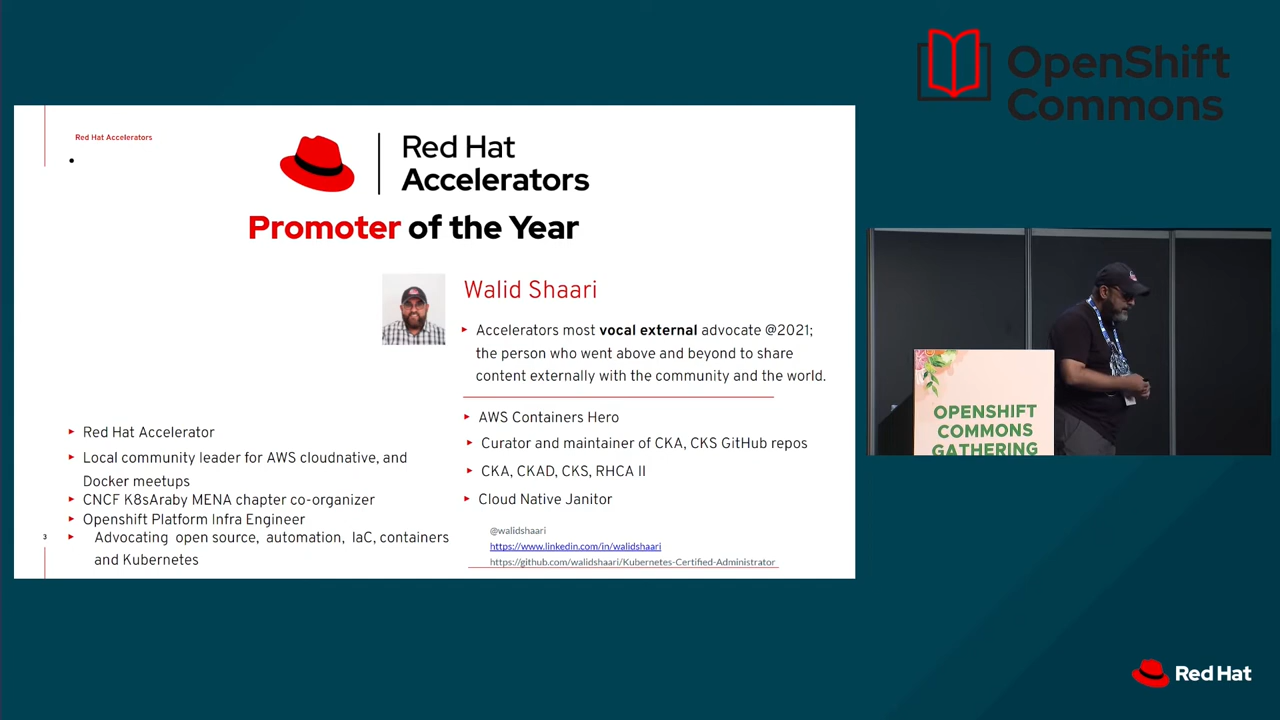 OpenShift
Commons
Red Hat Accelerators
Red Hat
Accelerators
Promoter of the Year
Walid Shaari
Accelerators most vocal external advocate @2021;
the person who went above and beyond to share
content externally with the community and the world.
AWS Containers Hero
Curator and maintainer of CKA, CKS GitHub repos
CKA, CKAD, CKS, RHCA II
Cloud Native Janitor
@walidshaari
https://www.linkedin.com/in/walidshaari
https://github.com/walidshaari/Kubernetes-Certified-Administrator
Red Hat Accelerator
Local community leader for AWS cloudnative, and
Docker meetups
CNCF K8sAraby MENA chapter co-organizer
Openshift Platform Infra Engineer
Advocating open source, automation, IaC, containers
and Kubernetes
3
OPENSHIFT
COMMONS
GATHERING
Red Hat